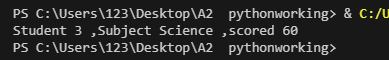 PS C:\Users\123\Desktop\A2  pythonworking> & C:/U
Student 3 ,Subject Science ,scored 60
PS C:\Users\123\Desktop\A2  pythonworking>